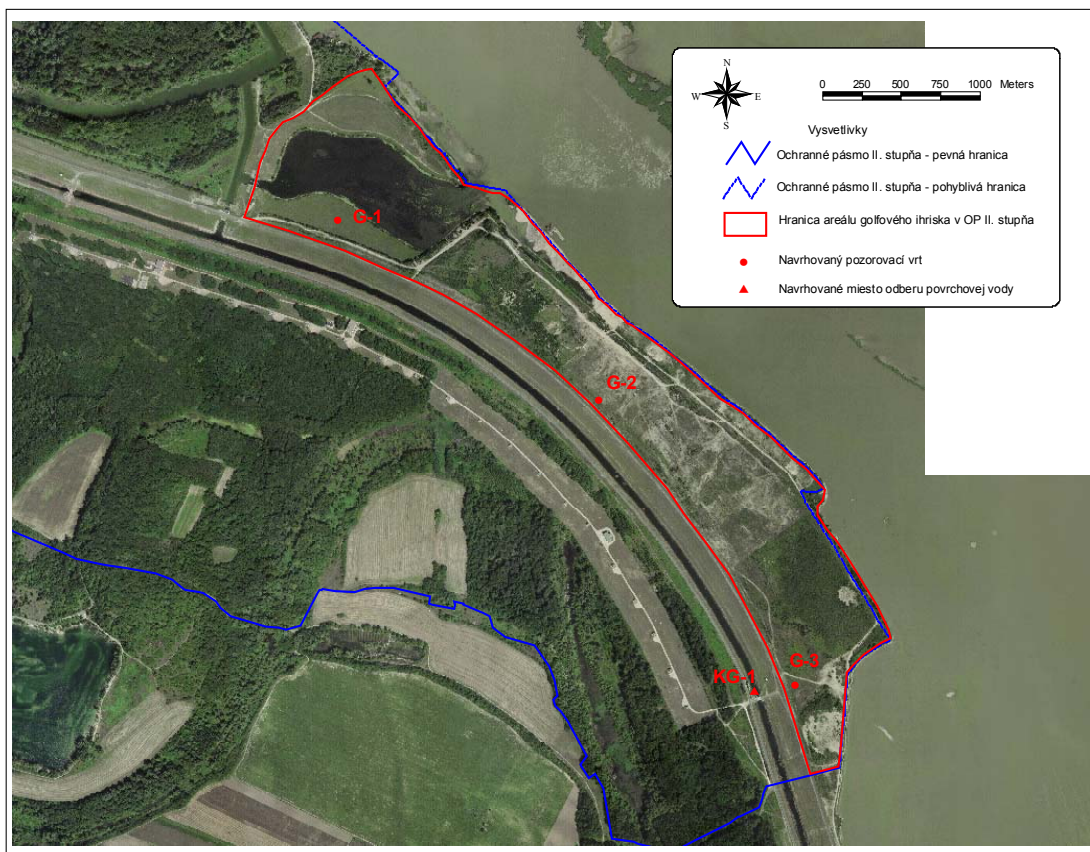 N
W E
S
0 250 500 750 1000 Meters
Vysvetlivky
Ochranné pásmo II. stupňa - pevná hranica
Ochranné pásmo II. stupňa - pohyblivá hranica
Hranica areálu golfového ihriska v OP II. stupňa
Navrhovaný pozorovací vrt
Navrhované miesto odberu povrchovej vody
G-1
G-2
KG-1
G-3